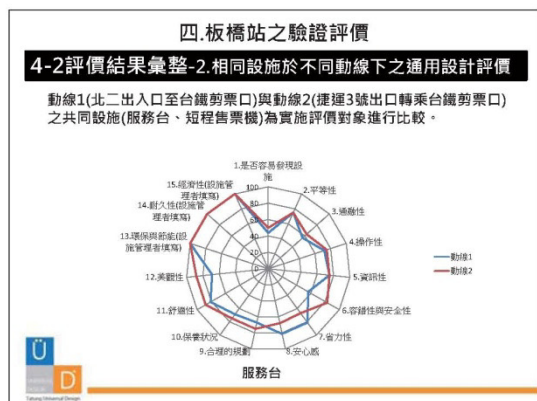 四.板橋站之驗證評價
4-2評價結果彙整-2.相同設施於不同動線下之通用設計評價
動線1(北二出入口至台鐵剪票口)與動線2(捷運3號出口轉乘台鐵剪票口)
之共同設施(服務台、短程售票機)為實施評價對象進行比較。
1.是否容易發現設
施
2.平等性
3.通融性
4.操作性
5.資訊性
6.容錯性與安全性
7.省力性
8.安心感
9.合理的規劃
10.保養狀況
11.舒適性
12.美觀性
13.環保與節能(設
施管理者填寫)
14.耐久性(設施管
理者填寫)
15.經濟性(設施管
理者填寫)
100
80
60
40
20
0
動線1
動線2
服務台
Ü
D
Tatung Universal Design